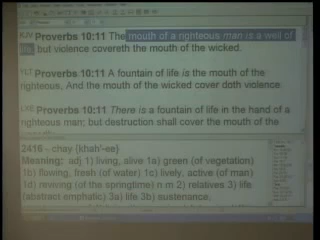 KJV Proverbs 10:11 The mouth of a righteous man is a well of
life: but violence covereth the mouth of the wicked.
YLT Proverbs 10:11 A fountain of life is the mouth of the
righteous, And the mouth of the wicked cover doth violence.
LXE Proverbs 10:11 There is a fountain of life in the hand of a
righteous man; but destruction shall cover the mouth of the
2416 chay {khah'-ee}
Meaning: adj 1) living, alive 1a) green (of vegetation)
1b) flowing, fresh (of water) 1c) lively, active (of man)
1d) reviving (of the springtime) n m 2) relatives 3) life
(abstract emphatic) 3a) life 3b) sustenance,